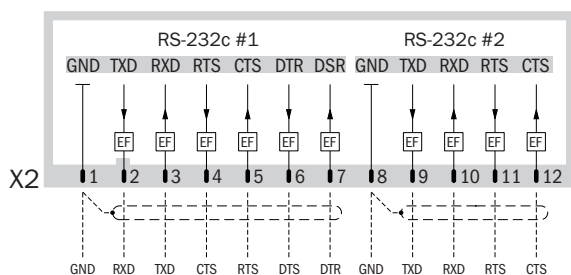 RS-232c #1 RS-232c #2
GND TXD RXD RTS CTS DTR DSR GND TXD RXD RTS CTS
EF EF EF EF EF EF EF EF EF EF
X2 1 2 3 4 5 6 7 8 9 10 11 12
GND RXD TXD CTS RTS DTS DTR GND TXD RXD RTS CTS